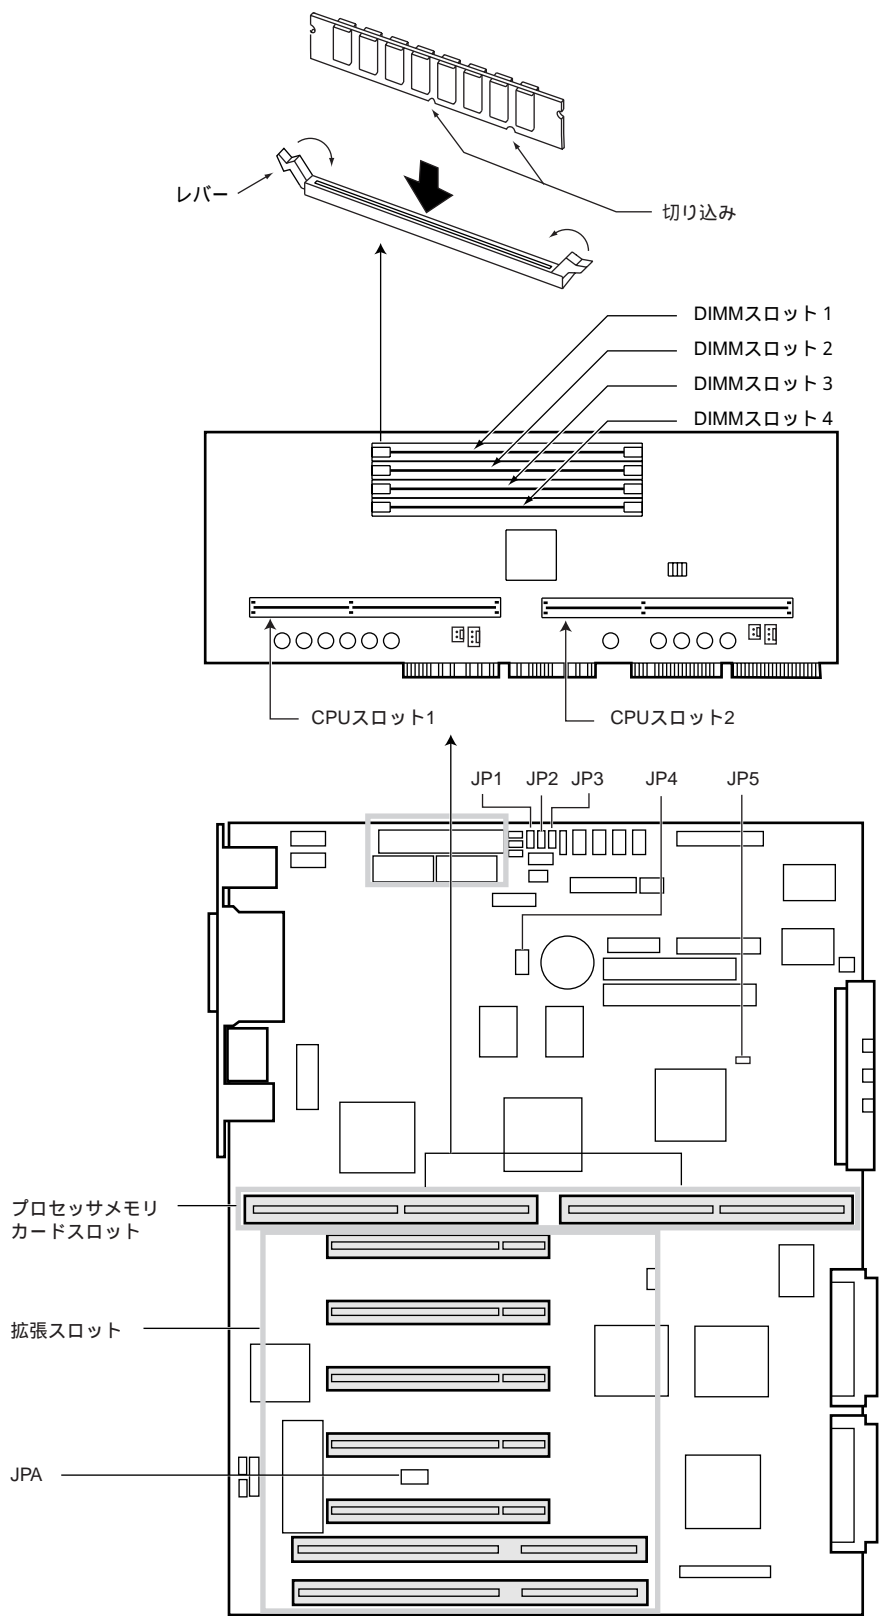 レバー
切り込み
DIMMスロット 1
DIMMスロット 2
DIMMスロット 3
DIMMスロット 4
CPUスロット1
CPUスロット2
JP1
JP2
JP3
JP4
JP5
プロセッサメモリ
カードスロット
拡張スロット
JPA